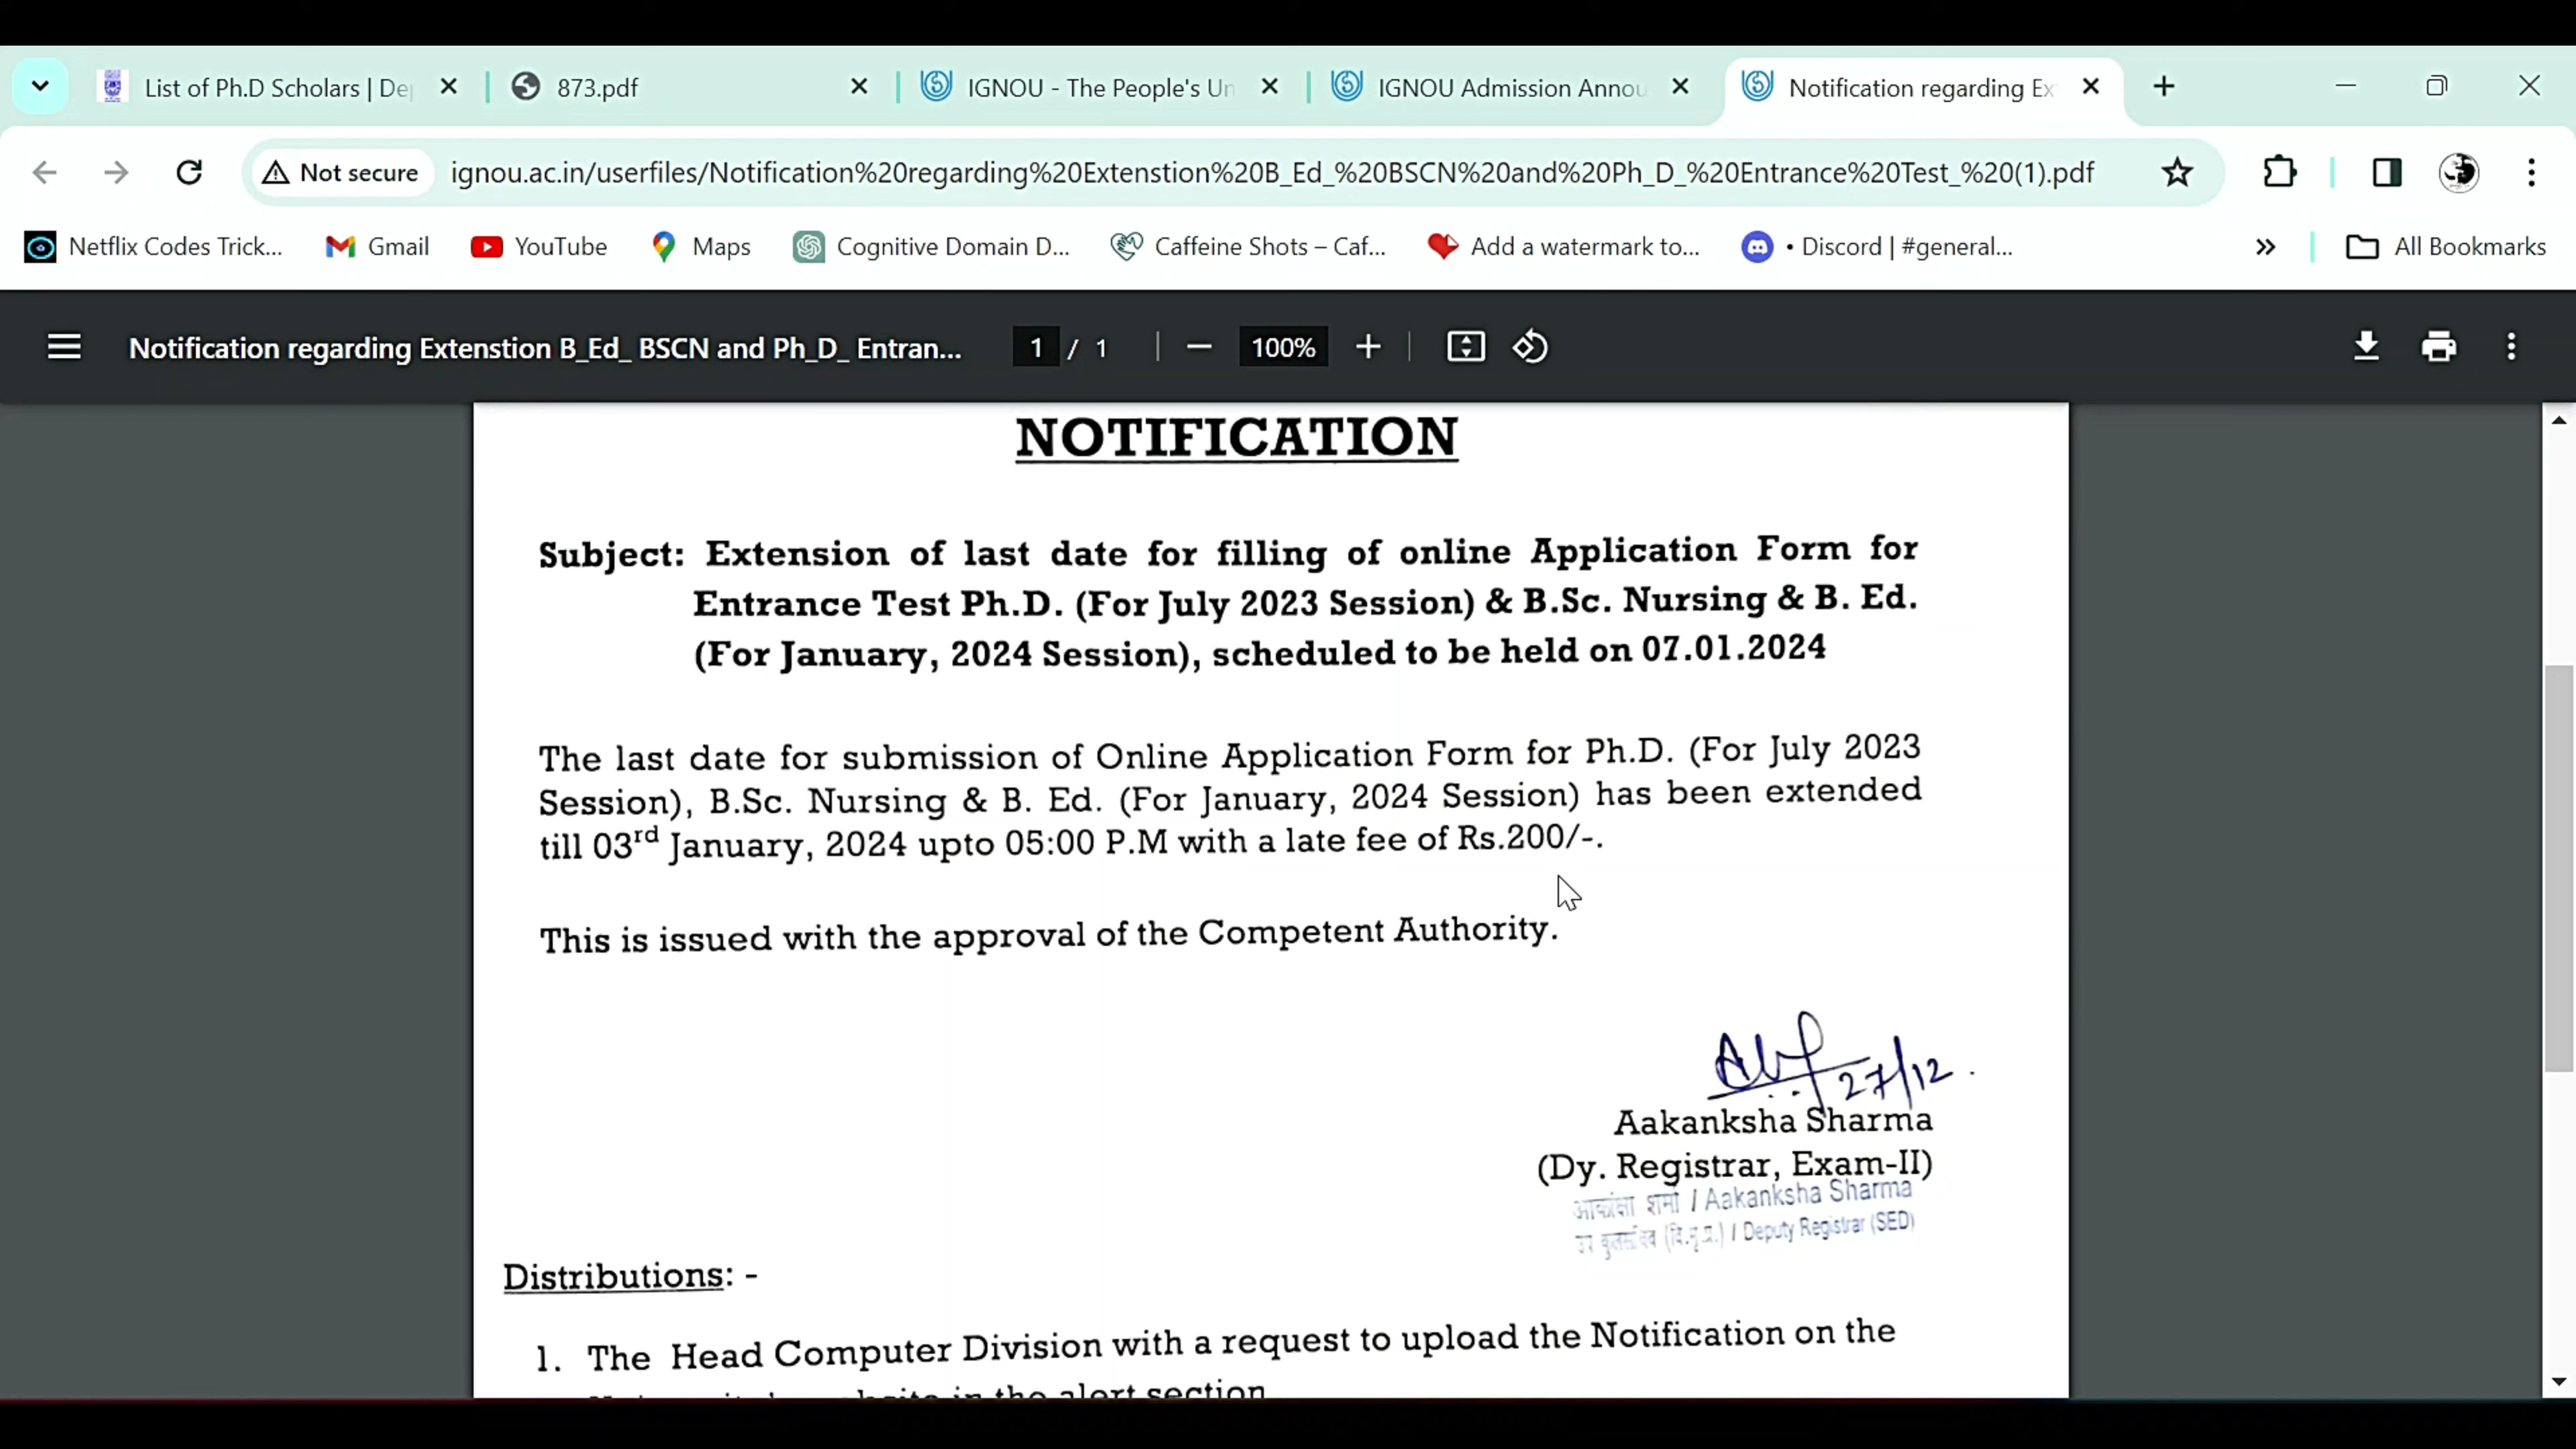 List of Ph.D Scholars | De
873.pdf
IGNOU - The People's Un
IGNOU Admission Annou
Notification regarding Ex
Not secure
ignou.ac.in/userfiles/Notification%20regarding%20Extenstion%20B_Ed_%20BSCN%20and%20Ph_D_%20Entrance%20Test_%20(1).pdf
Netflix Codes Trick...
Gmail
YouTube
Maps
Cognitive Domain D...
Caffeine Shots – Caf...
Add a watermark to...
• Discord | #general...
All Bookmarks
Notification regarding Extenstion B_Ed_ BSCN and Ph_D_ Entran...
1 / 1
100%
NOTIFICATION
Subject: Extension of last date for filling of online Application Form for
Entrance Test Ph.D. (For July 2023 Session) & B.Sc. Nursing & B. Ed.
(For January, 2024 Session), scheduled to be held on 07.01.2024
The last date for submission of Online Application Form for Ph.D. (For July 2023
Session), B.Sc. Nursing & B. Ed. (For January, 2024 Session) has been extended
till 03rd January, 2024 upto 05:00 P.M with a late fee of Rs.200/-.
This is issued with the approval of the Competent Authority.
27/12
Aakanksha Sharma
(Dy. Registrar, Exam-II)
आकांक्षा शर्मा / Aakanksha Sharma
/ Deputy Registrar (SED)
Distributions: -
1. The Head Computer Division with a request to upload the Notification on the
in the alert section